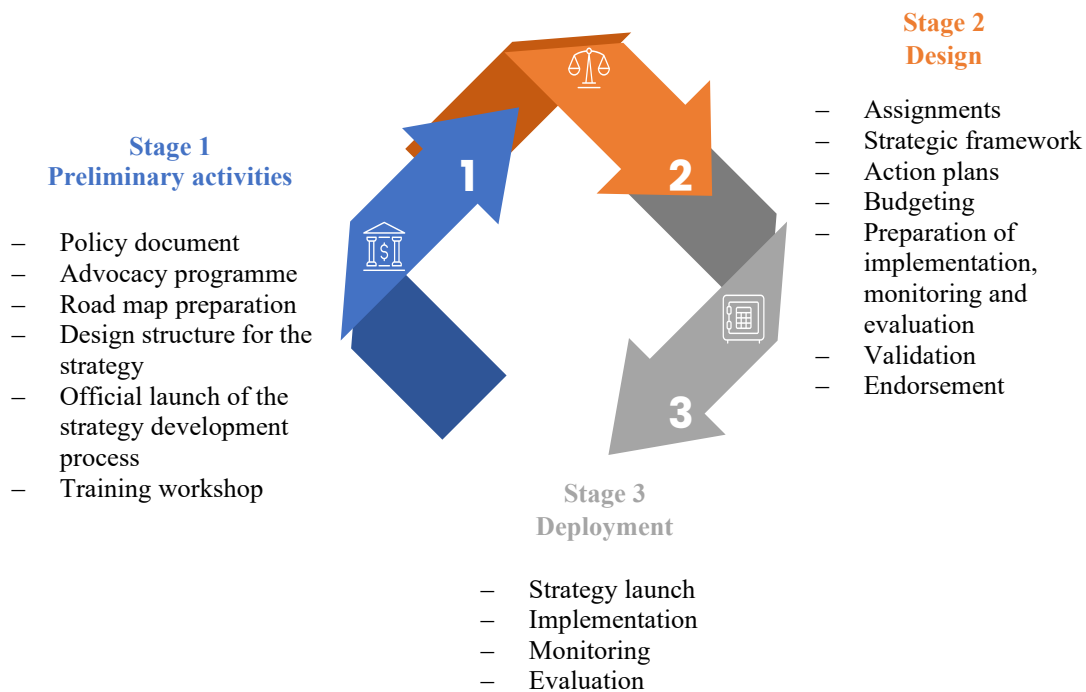 Stage 1
Preliminary activities
– Policy document
– Advocacy programme
– Road map preparation
– Design structure for the
strategy
– Official launch of the
strategy development
process
– Training workshop
1
$
Stage 2
Design
– Assignments
– Strategic framework
– Action plans
– Budgeting
– Preparation of
implementation,
monitoring and
evaluation
– Validation
– Endorsement
2
3
Stage 3
Deployment
– Strategy launch
– Implementation
– Monitoring
– Evaluation